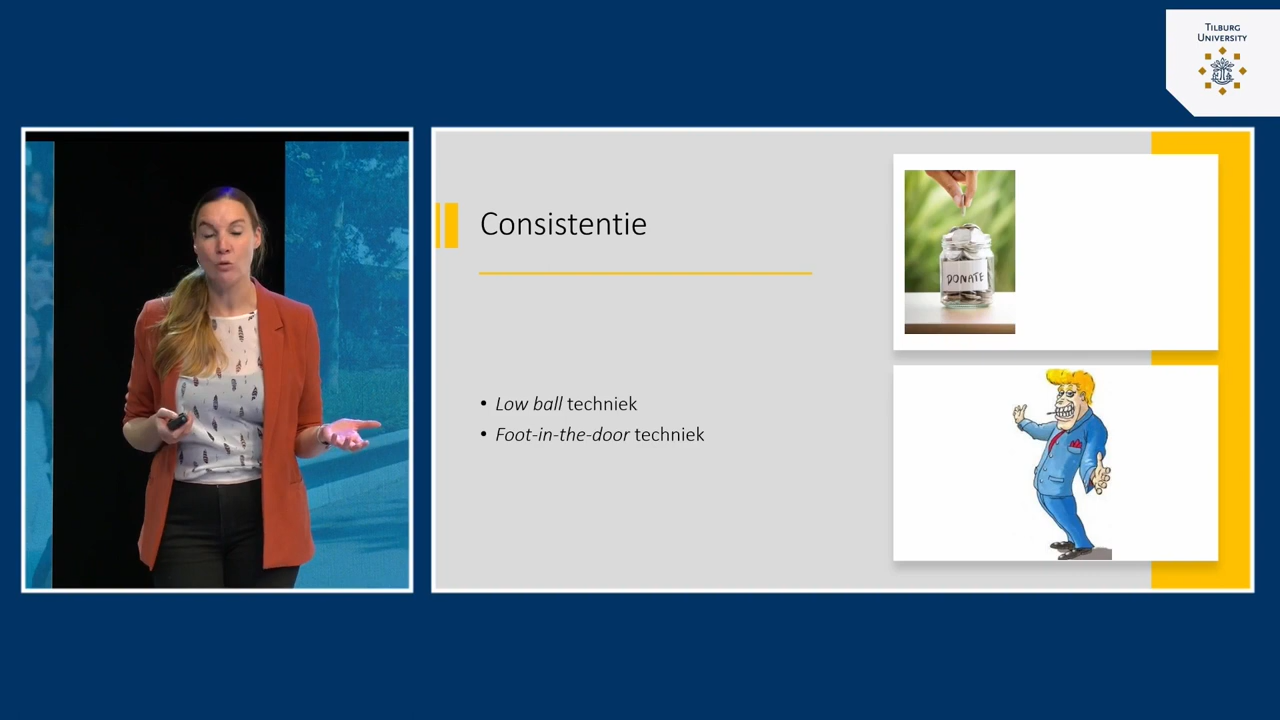 TILBURG
UNIVERSITY
Consistentie
• Low ball techniek
• Foot-in-the-door techniek
DONATE